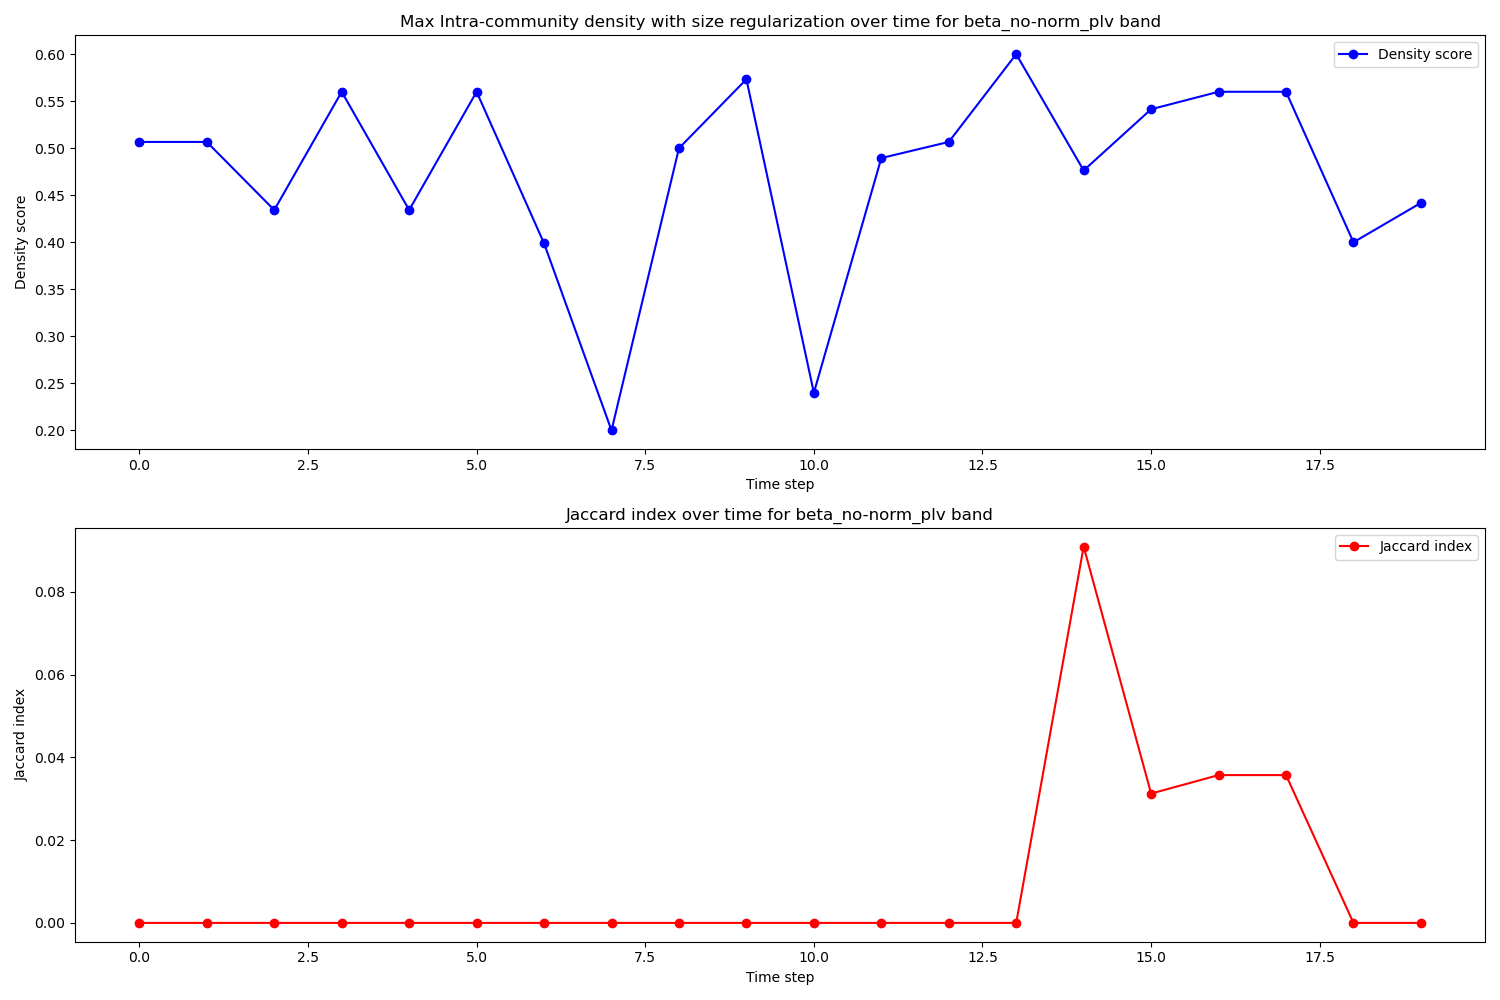 Max Intra-community density with size regularization over time for beta_no-norm_plv band
Density score
0.60
0.55
0.50
0.45
0.40
0.35
0.30
0.25
0.20
Density score
0.0 2.5 5.0 7.5 10.0 12.5 15.0 17.5
Time step
Jaccard index over time for beta_no-norm_plv band
Jaccard index
0.08
0.06
0.04
0.02
0.00
Jaccard index
0.0 2.5 5.0 7.5 10.0 12.5 15.0 17.5
Time step